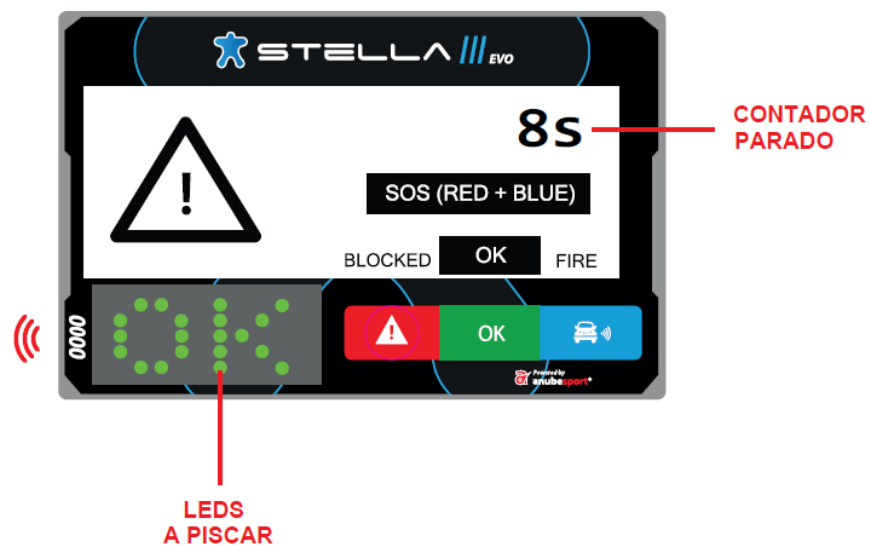 STELLA III EVO
8s
CONTADOR
PARADO
!
SOS (RED + BLUE)
BLOCKED OK FIRE
0000
OK
! OK
Powered by
anubesport+
LEDS
A PISCAR